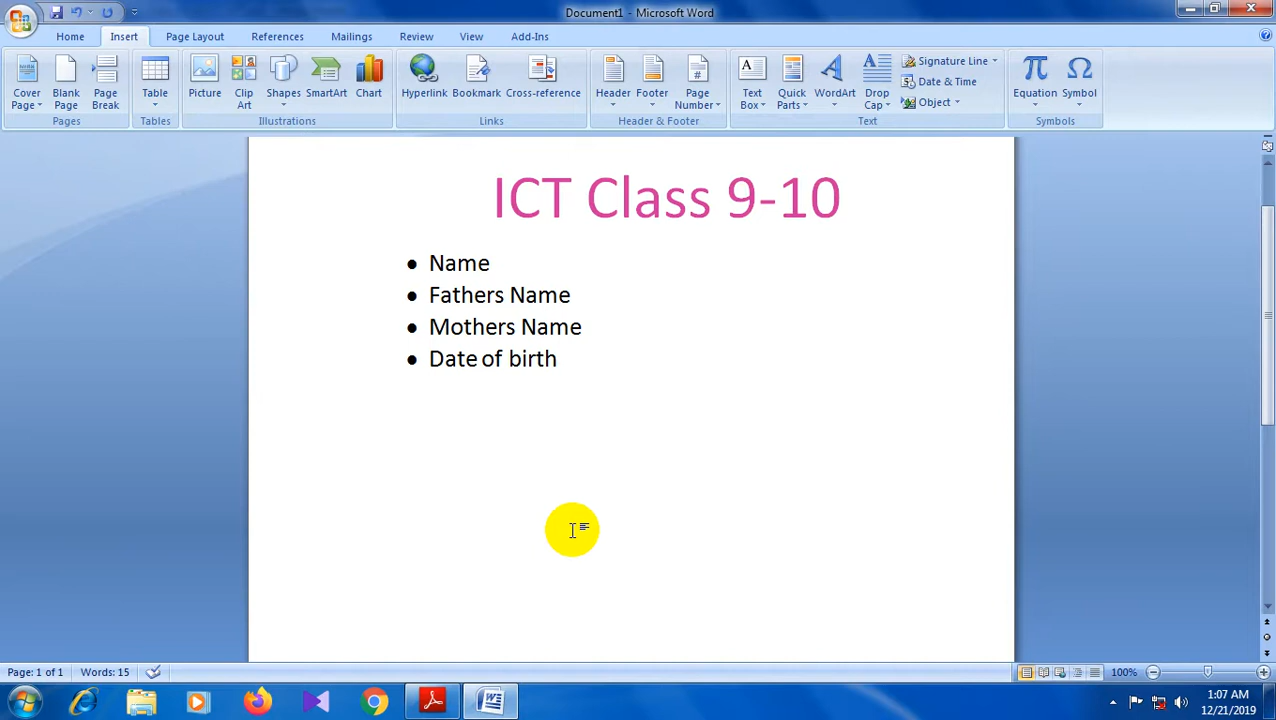 Document1 - Microsoft Word
Home Insert Page Layout References Mailings Review View Add-Ins
Cover Page Blank Page Page Break Table Picture Clip Art Shapes SmartArt Chart Hyperlink Bookmark Cross-reference Header Footer Page Number Text Box Quick Parts WordArt Drop Cap Signature Line Date & Time Object Equation Symbol
Pages Tables Illustrations Links Header & Footer Text Symbols
ICT Class 9-10
• Name
• Fathers Name
• Mothers Name
• Date of birth
Page: 1 of 1 Words: 15 100%
1:07 AM
12/21/2019